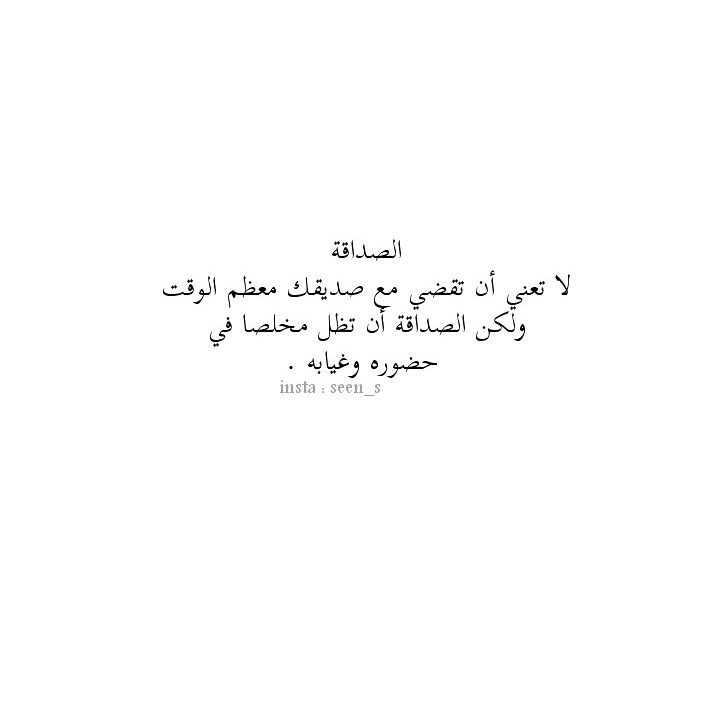 الصداقة
لا تعني أن تقضي مع صديقك معظم الوقت
ولكن الصداقة أن تظل مخلصا في
حضوره وغيابه .
insta : seen_s